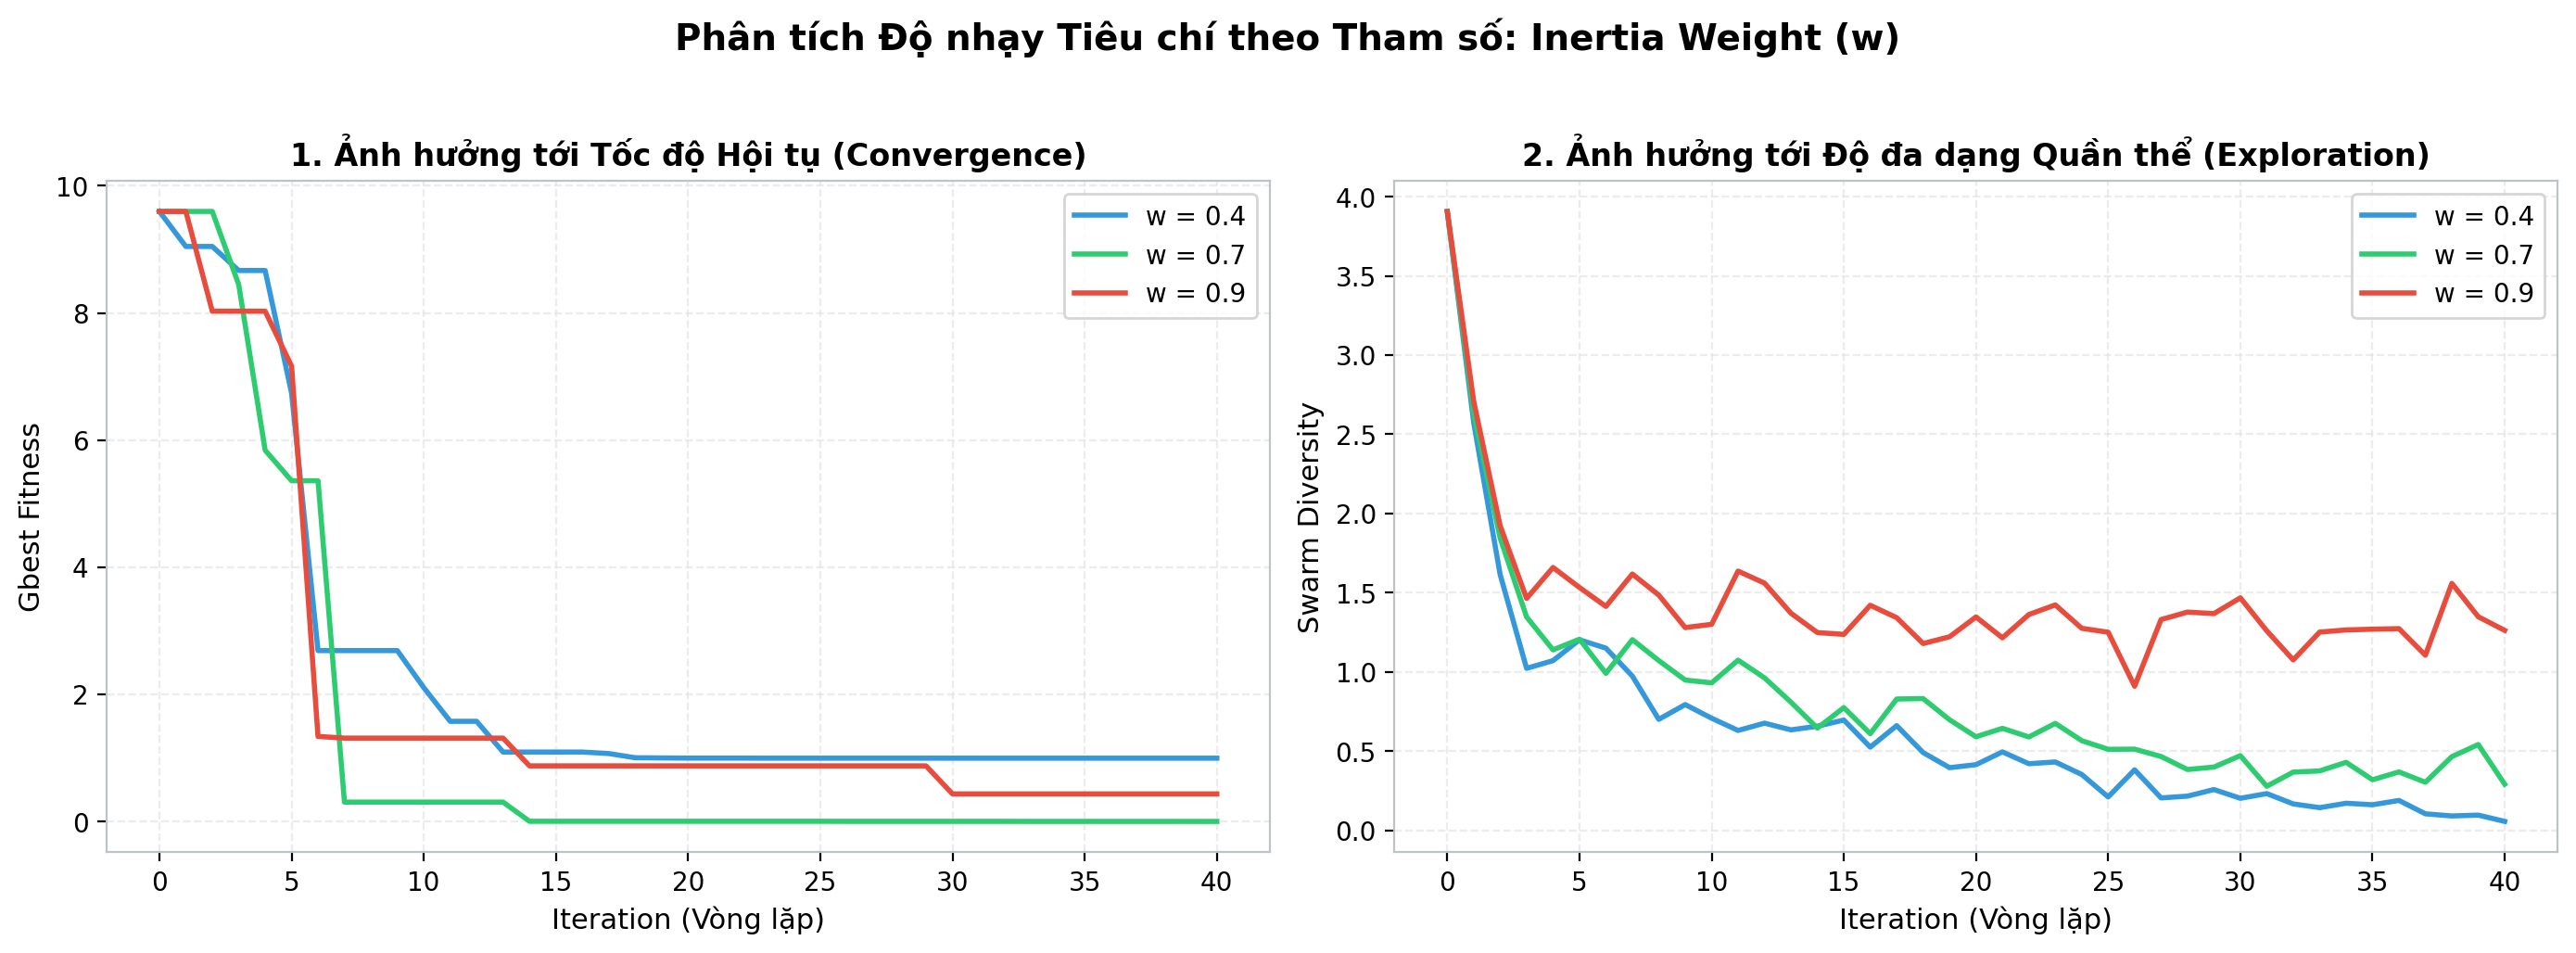 Phân tích Độ nhạy Tiêu chí theo Tham số: Inertia Weight (w)
1. Ảnh hưởng tới Tốc độ Hội tụ (Convergence)
Gbest Fitness
10
8
6
4
2
0
w = 0.4
w = 0.7
w = 0.9
0 5 10 15 20 25 30 35 40
Iteration (Vòng lặp)
2. Ảnh hưởng tới Độ đa dạng Quần thể (Exploration)
Swarm Diversity
4.0
3.5
3.0
2.5
2.0
1.5
1.0
0.5
0.0
w = 0.4
w = 0.7
w = 0.9
0 5 10 15 20 25 30 35 40
Iteration (Vòng lặp)